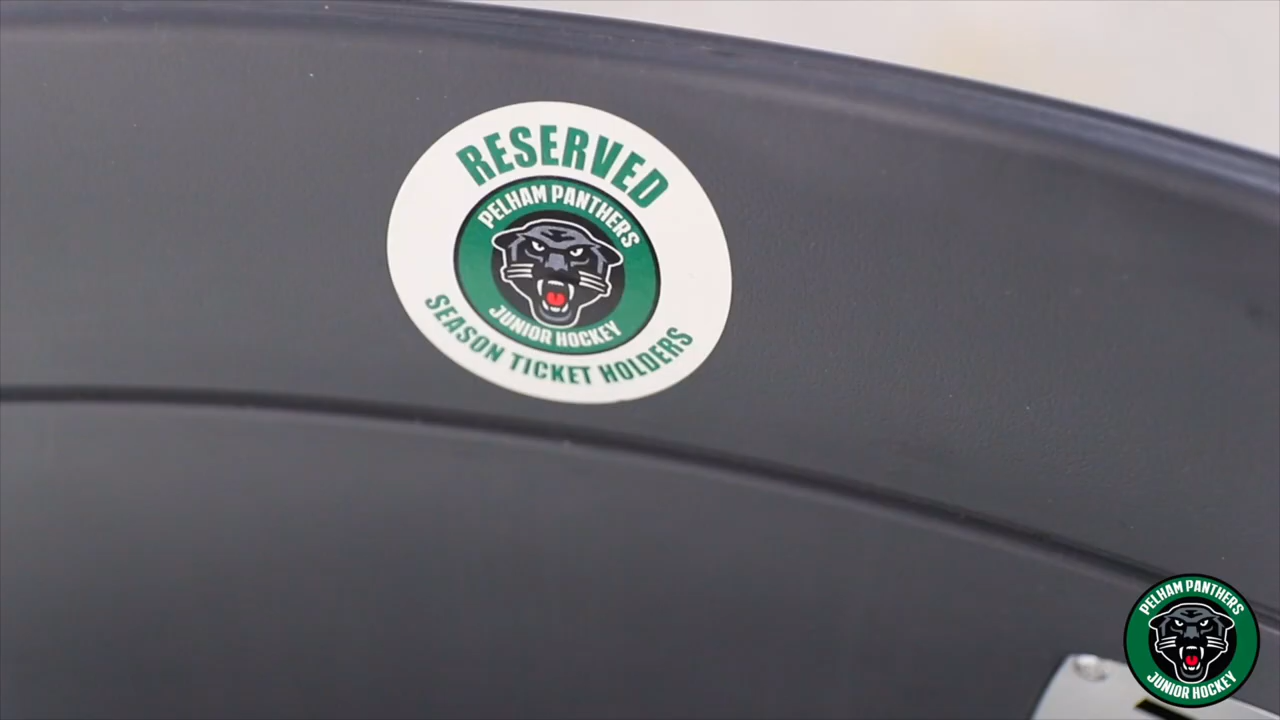 RESERVED
PELHAM PANTHERS
JUNIOR HOCKEY
SEASON TICKET HOLDERS
PELHAM PANTHERS
JUNIOR HOCKEY